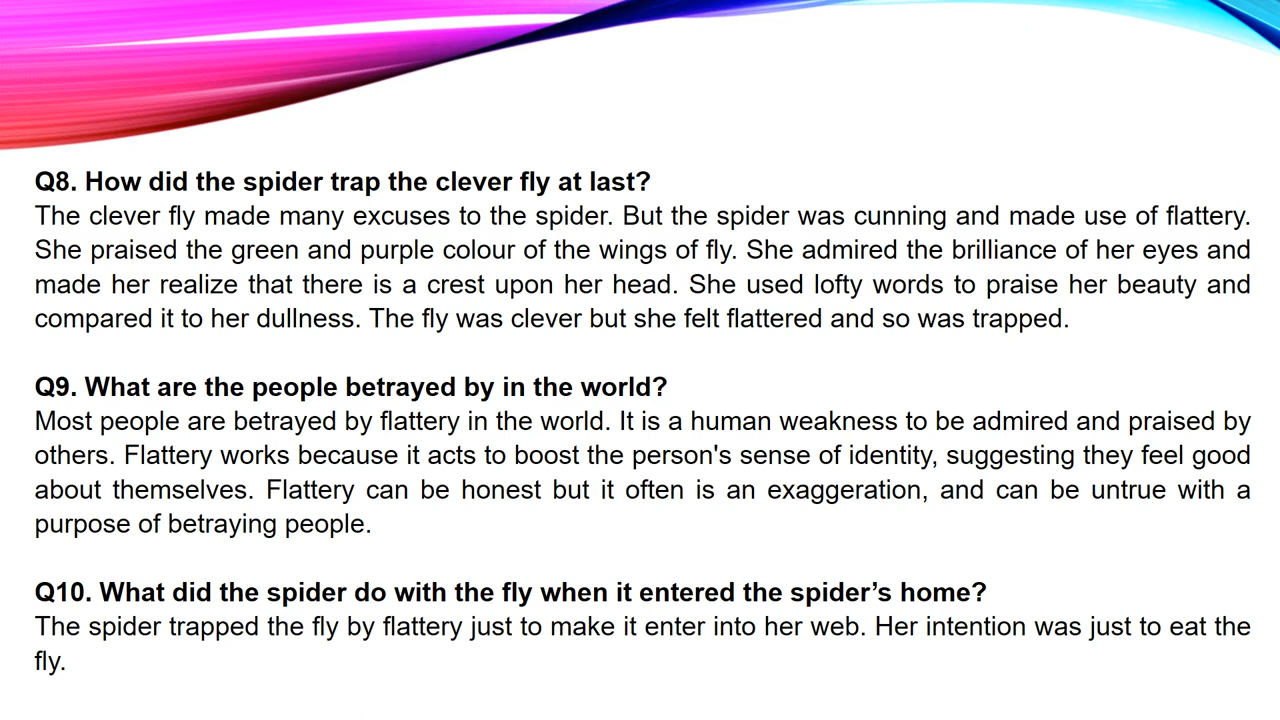 Q8. How did the spider trap the clever fly at last?
The clever fly made many excuses to the spider. But the spider was cunning and made use of flattery.
She praised the green and purple colour of the wings of fly. She admired the brilliance of her eyes and
made her realize that there is a crest upon her head. She used lofty words to praise her beauty and
compared it to her dullness. The fly was clever but she felt flattered and so was trapped.
Q9. What are the people betrayed by in the world?
Most people are betrayed by flattery in the world. It is a human weakness to be admired and praised by
others. Flattery works because it acts to boost the person's sense of identity, suggesting they feel good
about themselves. Flattery can be honest but it often is an exaggeration, and can be untrue with a
purpose of betraying people.
Q10. What did the spider do with the fly when it entered the spider’s home?
The spider trapped the fly by flattery just to make it enter into her web. Her intention was just to eat the
fly.